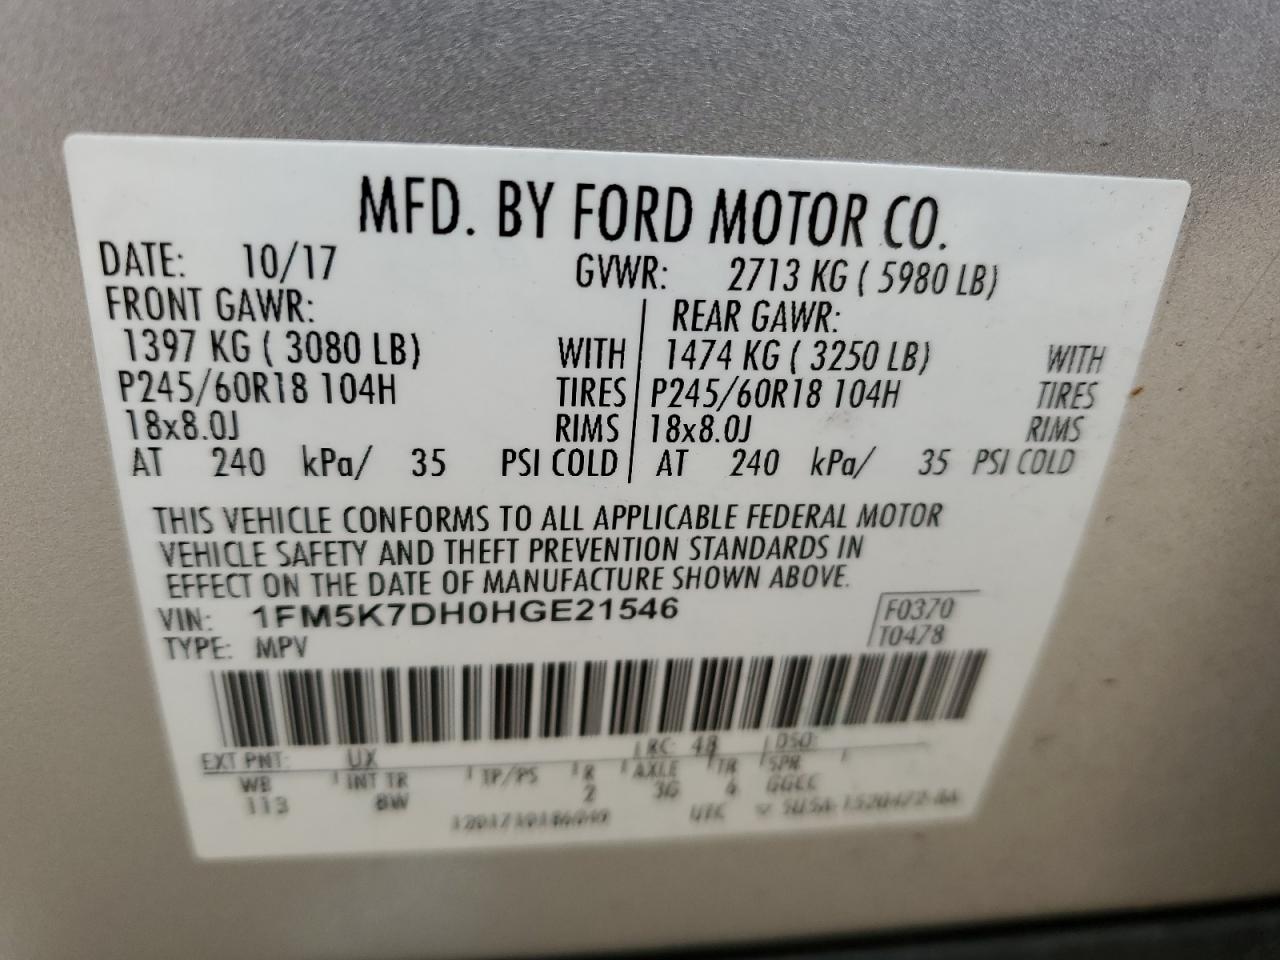 MFD. BY FORD MOTOR CO.
DATE: 10/17 GVWR: 2713 KG ( 5980 LB)
FRONT GAWR: REAR GAWR:
1397 KG ( 3080 LB) WITH 1474 KG ( 3250 LB) WITH
P245/60R18 104H TIRES P245/60R18 104H TIRES
18x8.0J RIMS 18x8.0J RIMS
AT 240 kPa/ 35 PSI COLD AT 240 kPa/ 35 PSI COLD
THIS VEHICLE CONFORMS TO ALL APPLICABLE FEDERAL MOTOR
VEHICLE SAFETY AND THEFT PREVENTION STANDARDS IN
EFFECT ON THE DATE OF MANUFACTURE SHOWN ABOVE.
VIN: 1FM5K7DH0HGE21546 F0370
TYPE: MPV T0478
EXT PNT: UX RC: 48 DSO:
WB INT TR TP/PS R AXLE TR SPR
113 8W 2 3G 6 GGCC
UTC